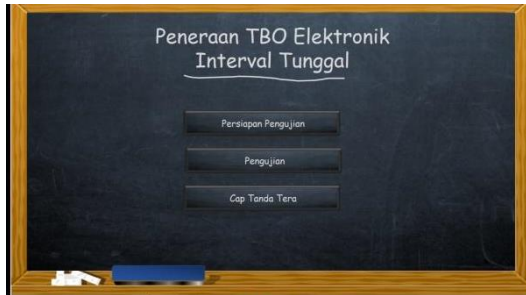 Peneraan TBO Elektronik
Interval Tunggal
Persiapan Pengujian
Pengujian
Cap Tanda Tera